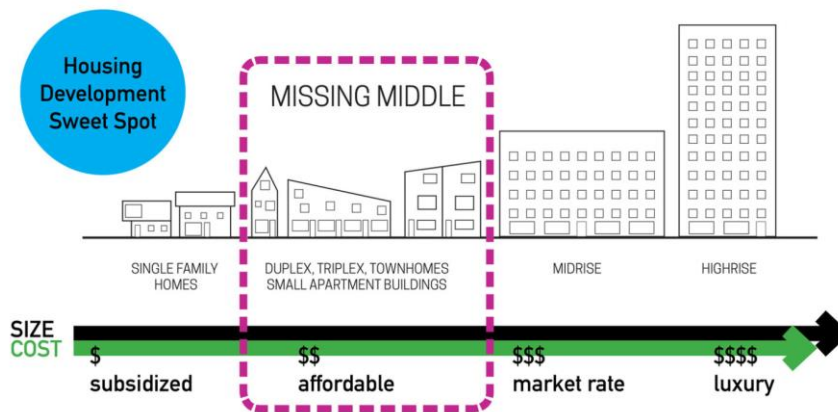 Housing
Development
Sweet Spot
MISSING MIDDLE
SINGLE FAMILY
HOMES
DUPLEX, TRIPLEX, TOWNHOMES
SMALL APARTMENT BUILDINGS
MIDRISE
HIGHRISE
SIZE
COST
$ $$ $$$ $$$$
subsidized affordable market rate luxury